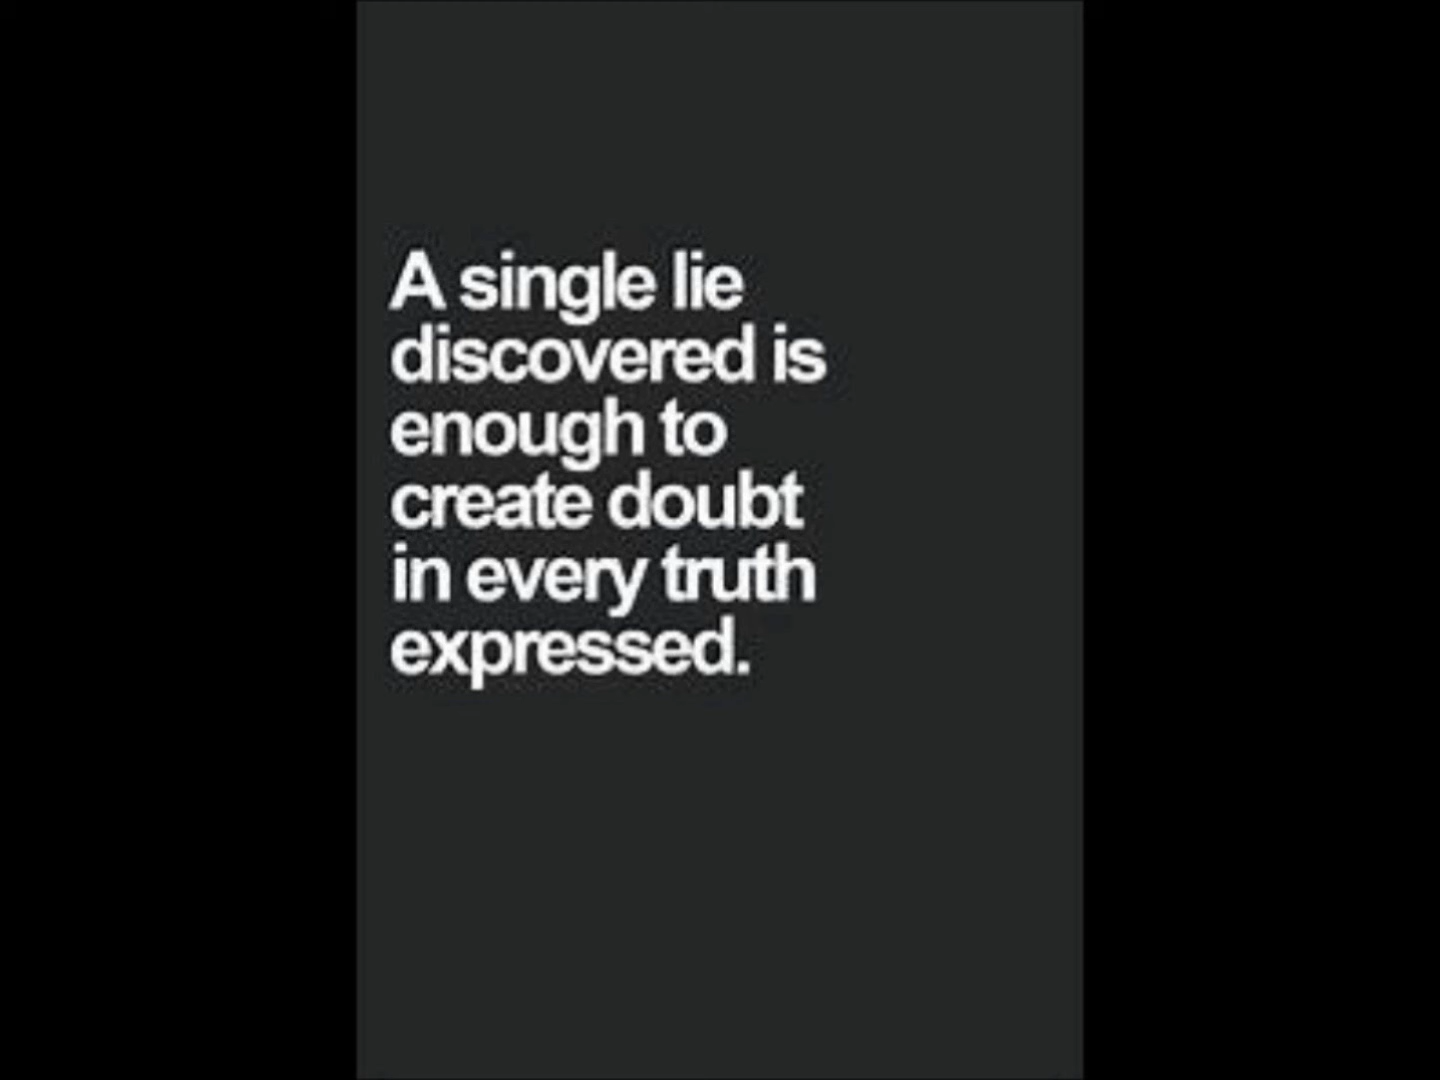 A single lie
discovered is
enough to
create doubt
in every truth
expressed.